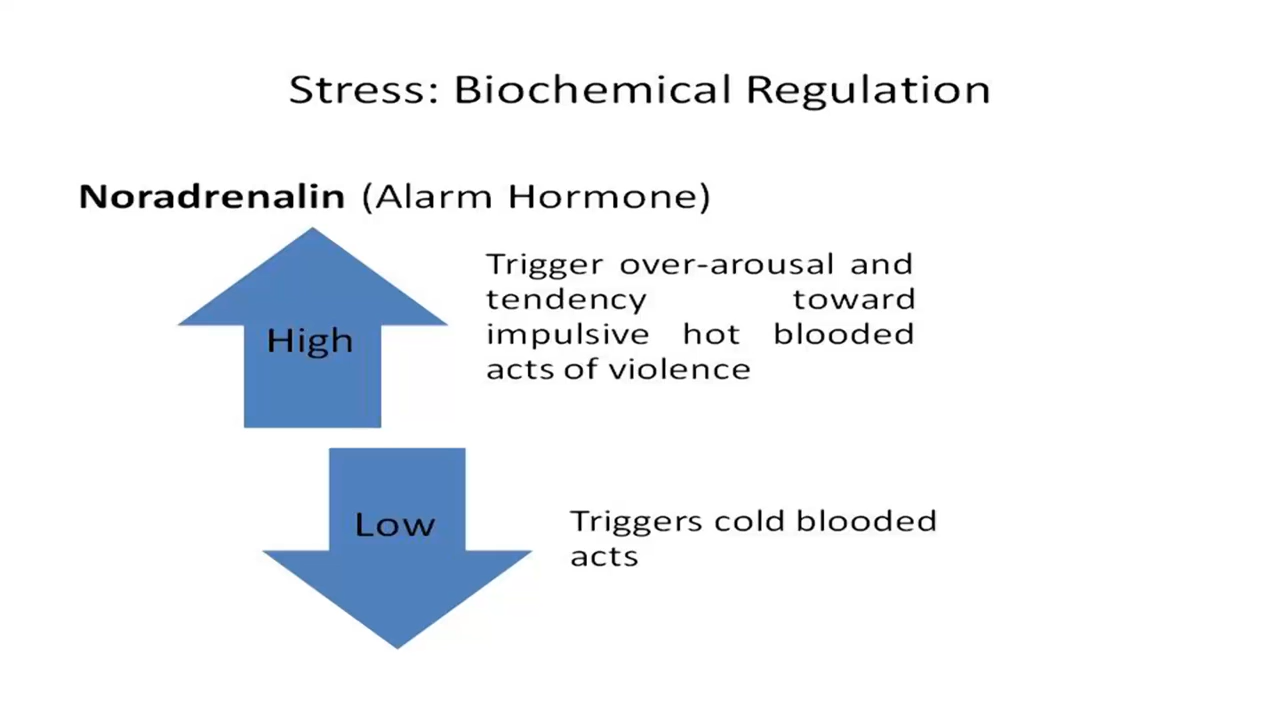 Stress: Biochemical Regulation
Noradrenalin (Alarm Hormone)
High
Trigger over-arousal and
tendency toward
impulsive hot blooded
acts of violence
Low
Triggers cold blooded
acts